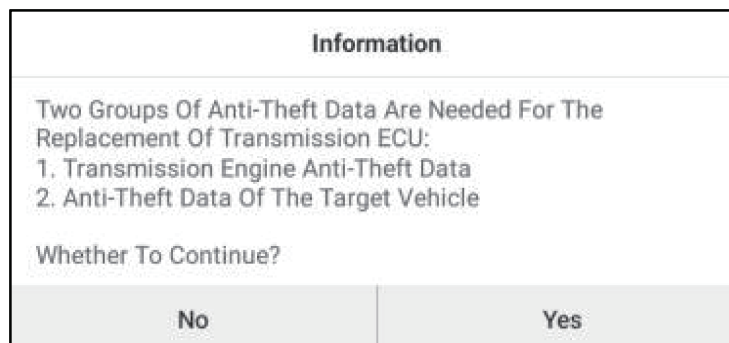 Information
Two Groups Of Anti-Theft Data Are Needed For The
Replacement Of Transmission ECU:
1. Transmission Engine Anti-Theft Data
2. Anti-Theft Data Of The Target Vehicle
Whether To Continue?
No
Yes